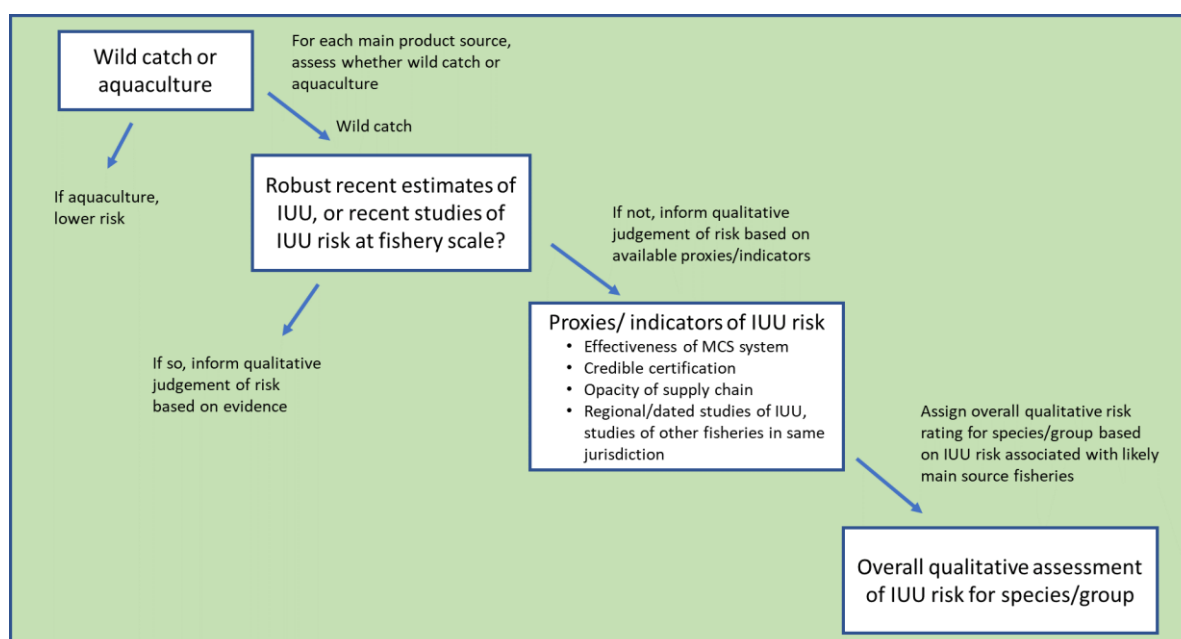 Wild catch or
aquaculture
For each main product source,
assess whether wild catch or
aquaculture
Wild catch
If aquaculture,
lower risk
Robust recent estimates of
IUU, or recent studies of
IUU risk at fishery scale?
If not, inform qualitative
judgement of risk based on
available proxies/indicators
If so, inform qualitative
judgement of risk
based on evidence
Proxies/ indicators of IUU risk
• Effectiveness of MCS system
• Credible certification
• Opacity of supply chain
• Regional/dated studies of IUU,
studies of other fisheries in same
jurisdiction
Assign overall qualitative risk
rating for species/group based
on IUU risk associated with likely
main source fisheries
Overall qualitative assessment
of IUU risk for species/group